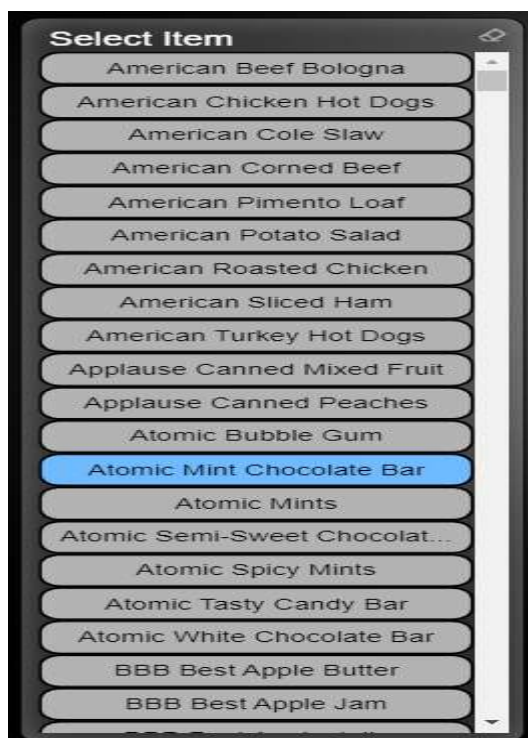 Select Item
American Beef Bologna
American Chicken Hot Dogs
American Cole Slaw
American Corned Beef
American Pimento Loaf
American Potato Salad
American Roasted Chicken
American Sliced Ham
American Turkey Hot Dogs
Applause Canned Mixed Fruit
Applause Canned Peaches
Atomic Bubble Gum
Atomic Mint Chocolate Bar
Atomic Mints
Atomic Semi-Sweet Chocolat...
Atomic Spicy Mints
Atomic Tasty Candy Bar
Atomic White Chocolate Bar
BBB Best Apple Butter
BBB Best Apple Jam